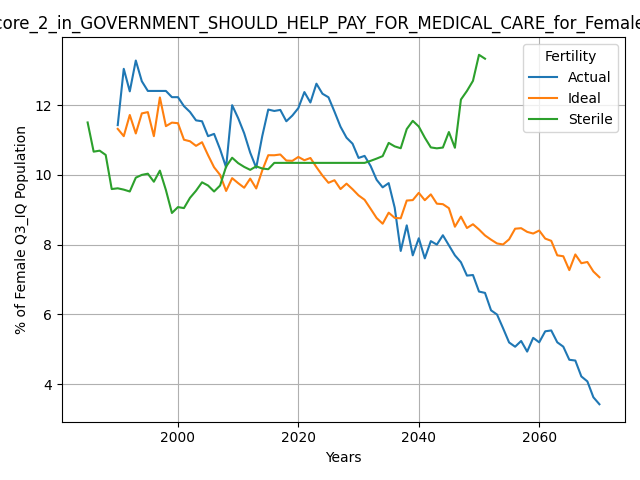 core_2_in_GOVERNMENT_SHOULD_HELP_PAY_FOR_MEDICAL_CARE_for_Female
% of Female Q3_IQ Population
12
10
8
6
4
Fertility
Actual
Ideal
Sterile
2000 2020 2040 2060
Years